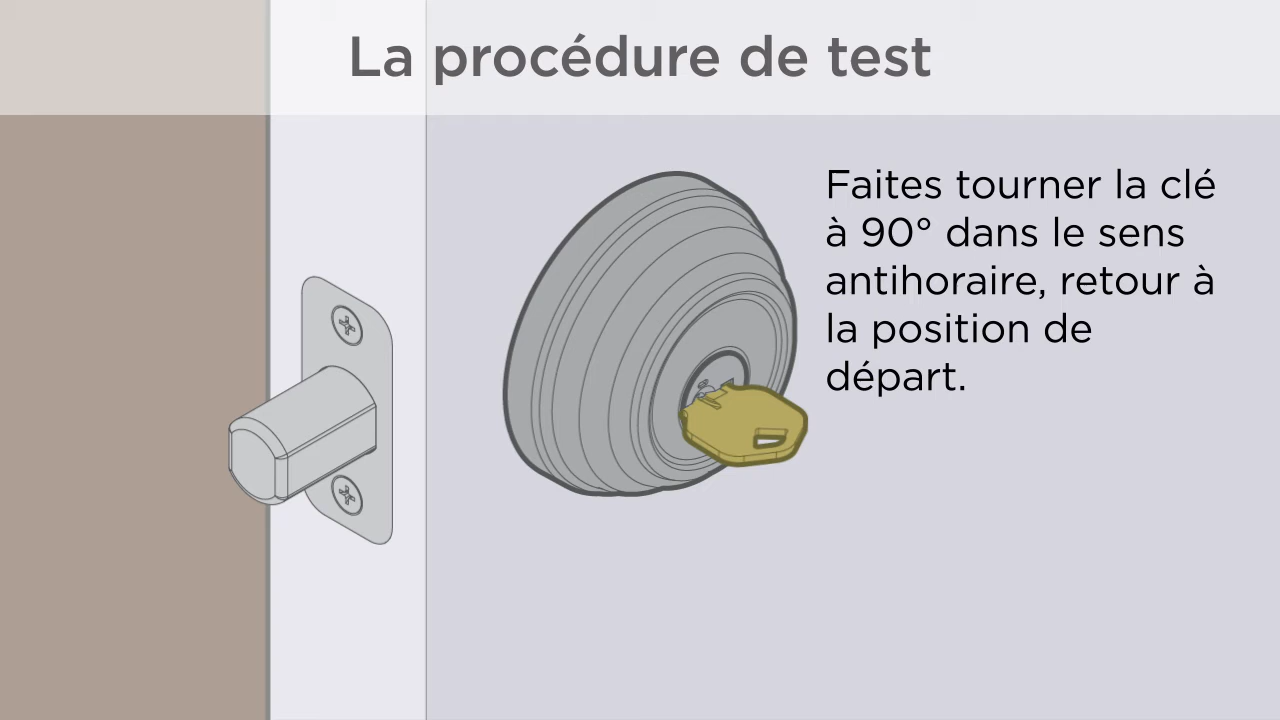 La procédure de test
Faites tourner la clé
à 90° dans le sens
antihoraire, retour à
la position de
départ.